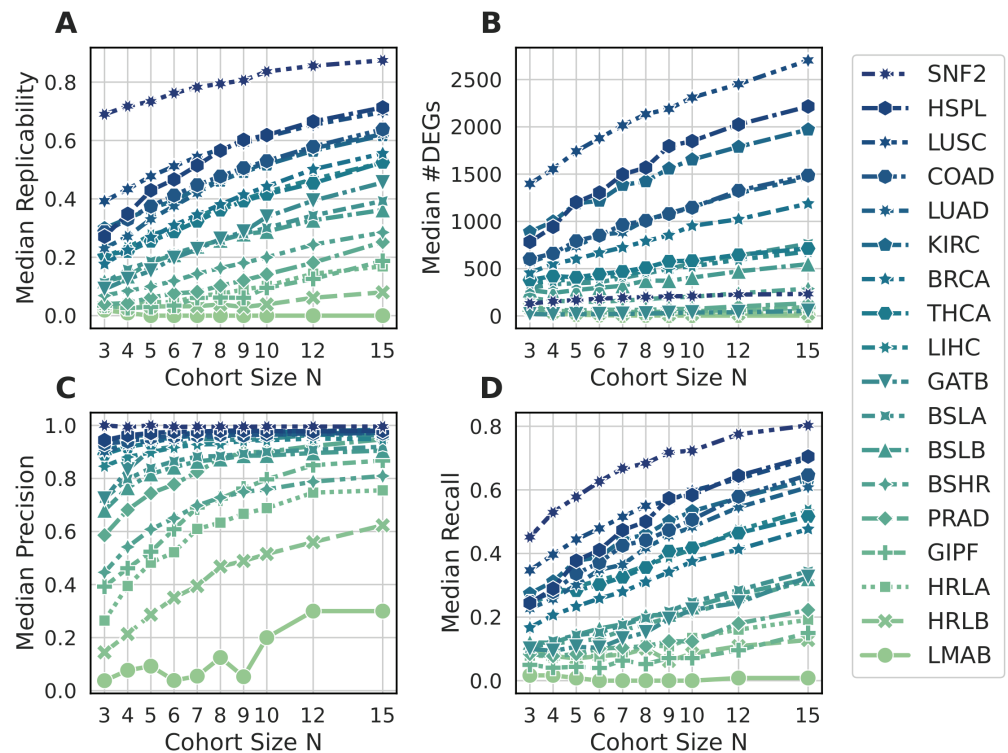 A
Median Replicability
0.8
0.6
0.4
0.2
0.0
3 4 5 6 7 8 9 10 12 15
Cohort Size N
B
Median #DEGs
2500
2000
1500
1000
500
0
3 4 5 6 7 8 9 10 12 15
Cohort Size N
C
Median Precision
1.0
0.8
0.6
0.4
0.2
0.0
3 4 5 6 7 8 9 10 12 15
Cohort Size N
D
Median Recall
0.8
0.6
0.4
0.2
0.0
3 4 5 6 7 8 9 10 12 15
Cohort Size N
SNF2
HSPL
LUSC
COAD
LUAD
KIRC
BRCA
THCA
LIHC
GATB
BSLA
BSLB
BSHR
PRAD
GIPF
HRLA
HRLB
LMAB